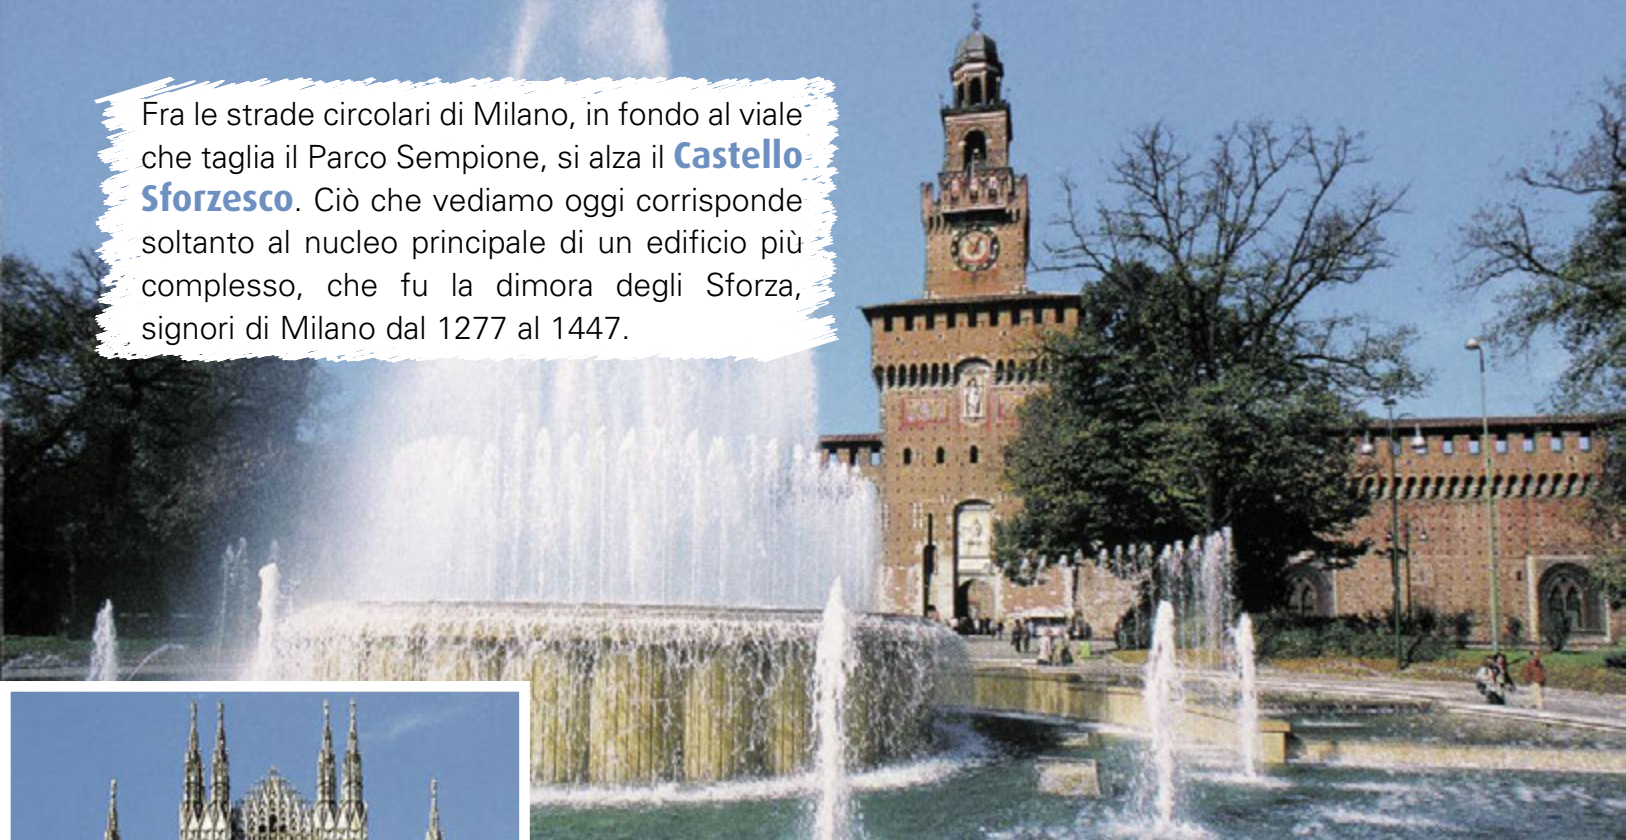 Fra le strade circolari di Milano, in fondo al viale
che taglia il Parco Sempione, si alza il Castello
Sforzesco. Ciò che vediamo oggi corrisponde
soltanto al nucleo principale di un edificio più
complesso, che fu la dimora degli Sforza,
signori di Milano dal 1277 al 1447.